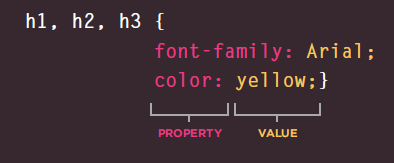 h1, h2, h3 {
font-family: Arial;
color: yellow;}
PROPERTY VALUE